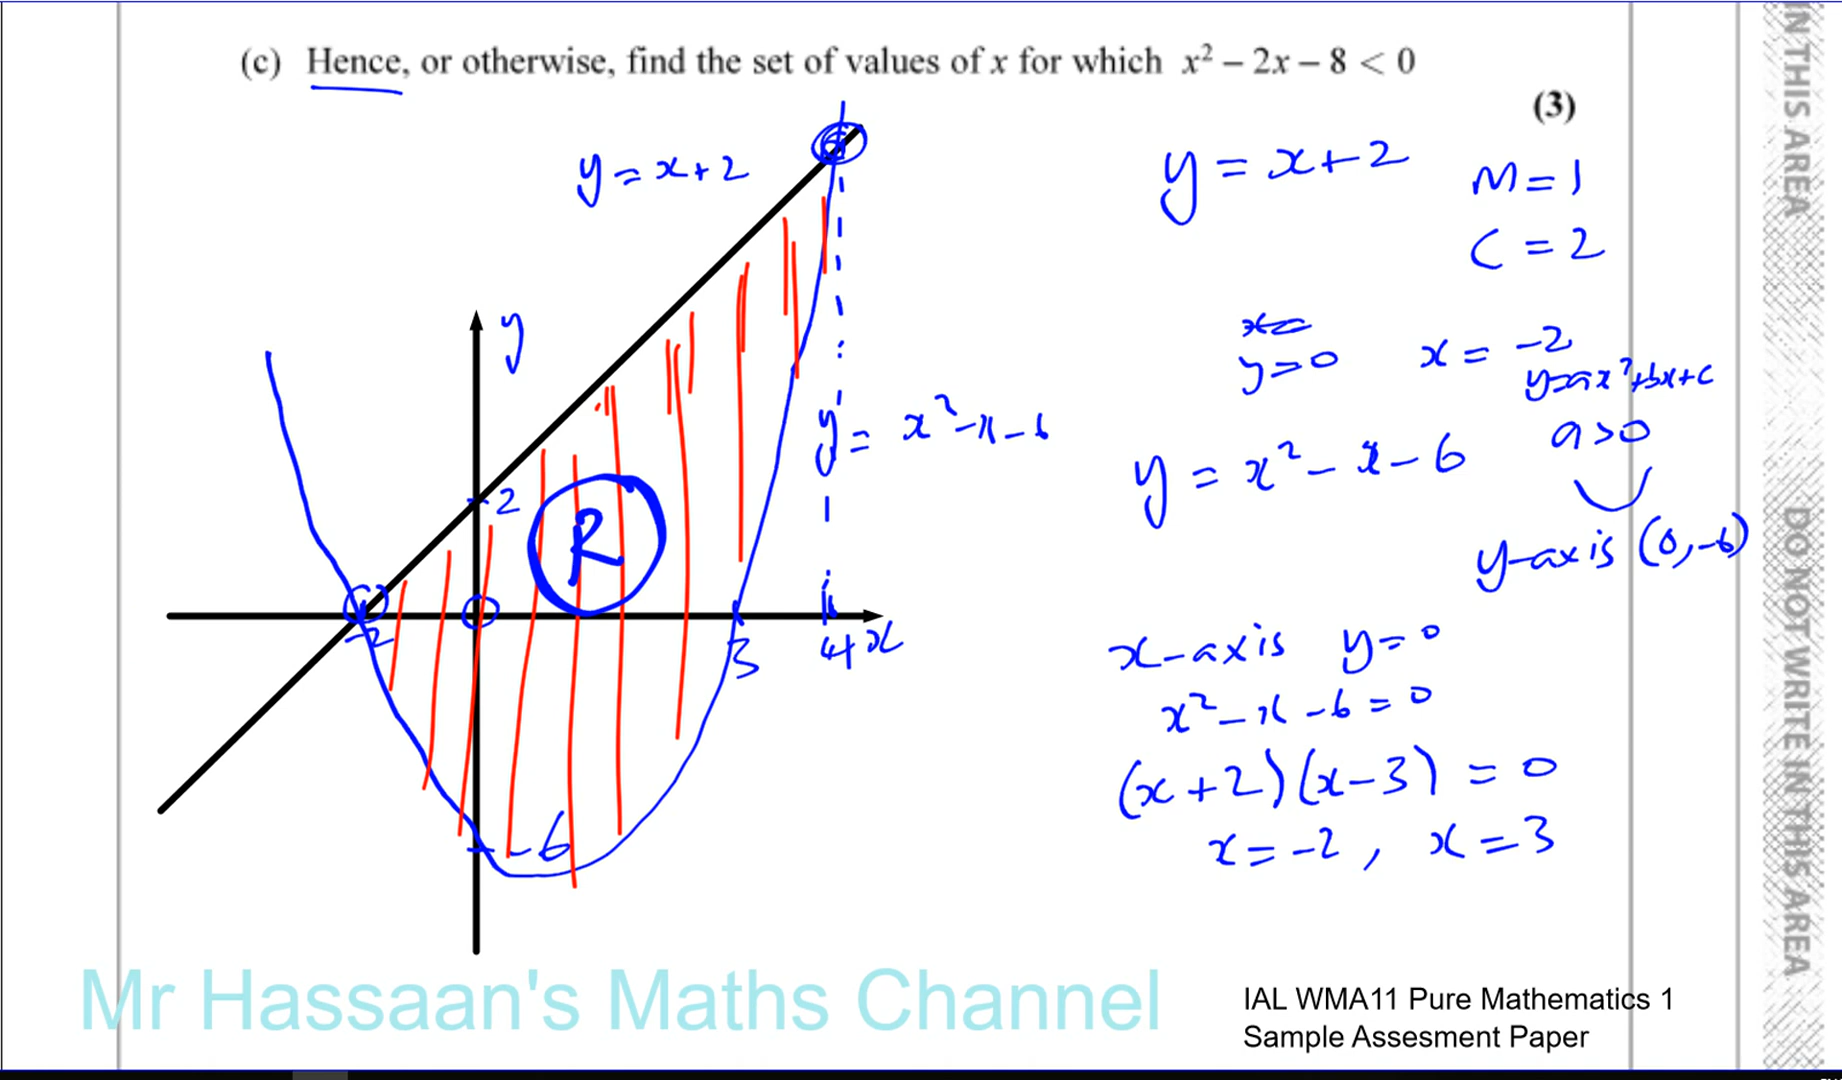 (c) Hence, or otherwise, find the set of values of x for which x² – 2x – 8 < 0
(3)
y = x+2
y = x+2
M = 1
C = 2
y
y=0
x = -2
y=ax²+bx+c
a>0
y = x²-x-6
y = x²-x-6
2
R
y-axis (0,-6)
-2
3
4
x
x-axis y=0
x²-x-6=0
(x+2)(x-3) = 0
x=-2, x=3
-6
Mr Hassaan's Maths Channel
IAL WMA11 Pure Mathematics 1
Sample Assesment Paper
IN THIS AREA
DO NOT WRITE IN THIS AREA